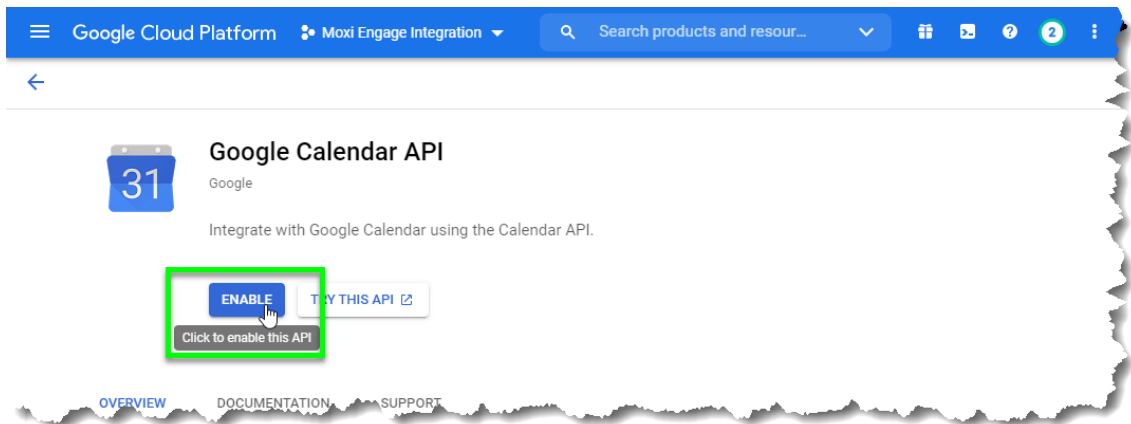 Google Cloud Platform Moxi Engage Integration Search products and resour... ? 2
Google Calendar API
31
Google
Integrate with Google Calendar using the Calendar API.
ENABLE TRY THIS API
Click to enable this API
OVERVIEW DOCUMENTATION SUPPORT